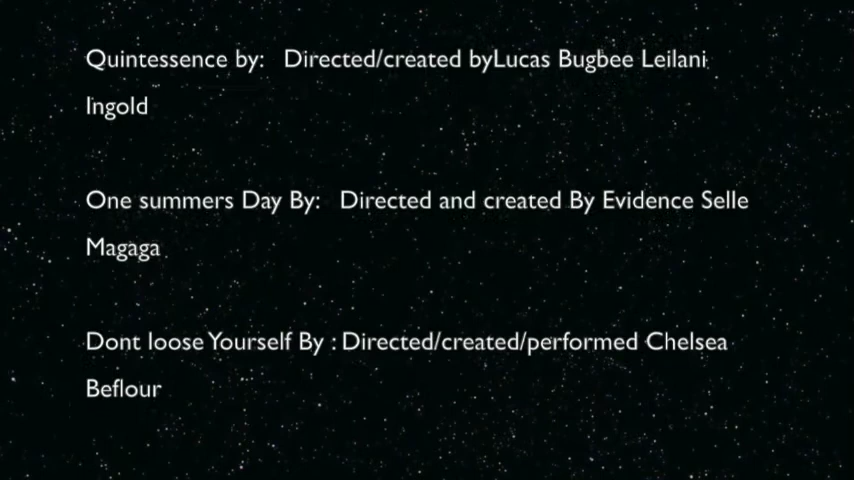 Quintessence by: Directed/created byLucas Bugbee Leilani
Ingold
One summers Day By: Directed and created By Evidence Selle
Magaga
Dont loose Yourself By : Directed/created/performed Chelsea
Beflour